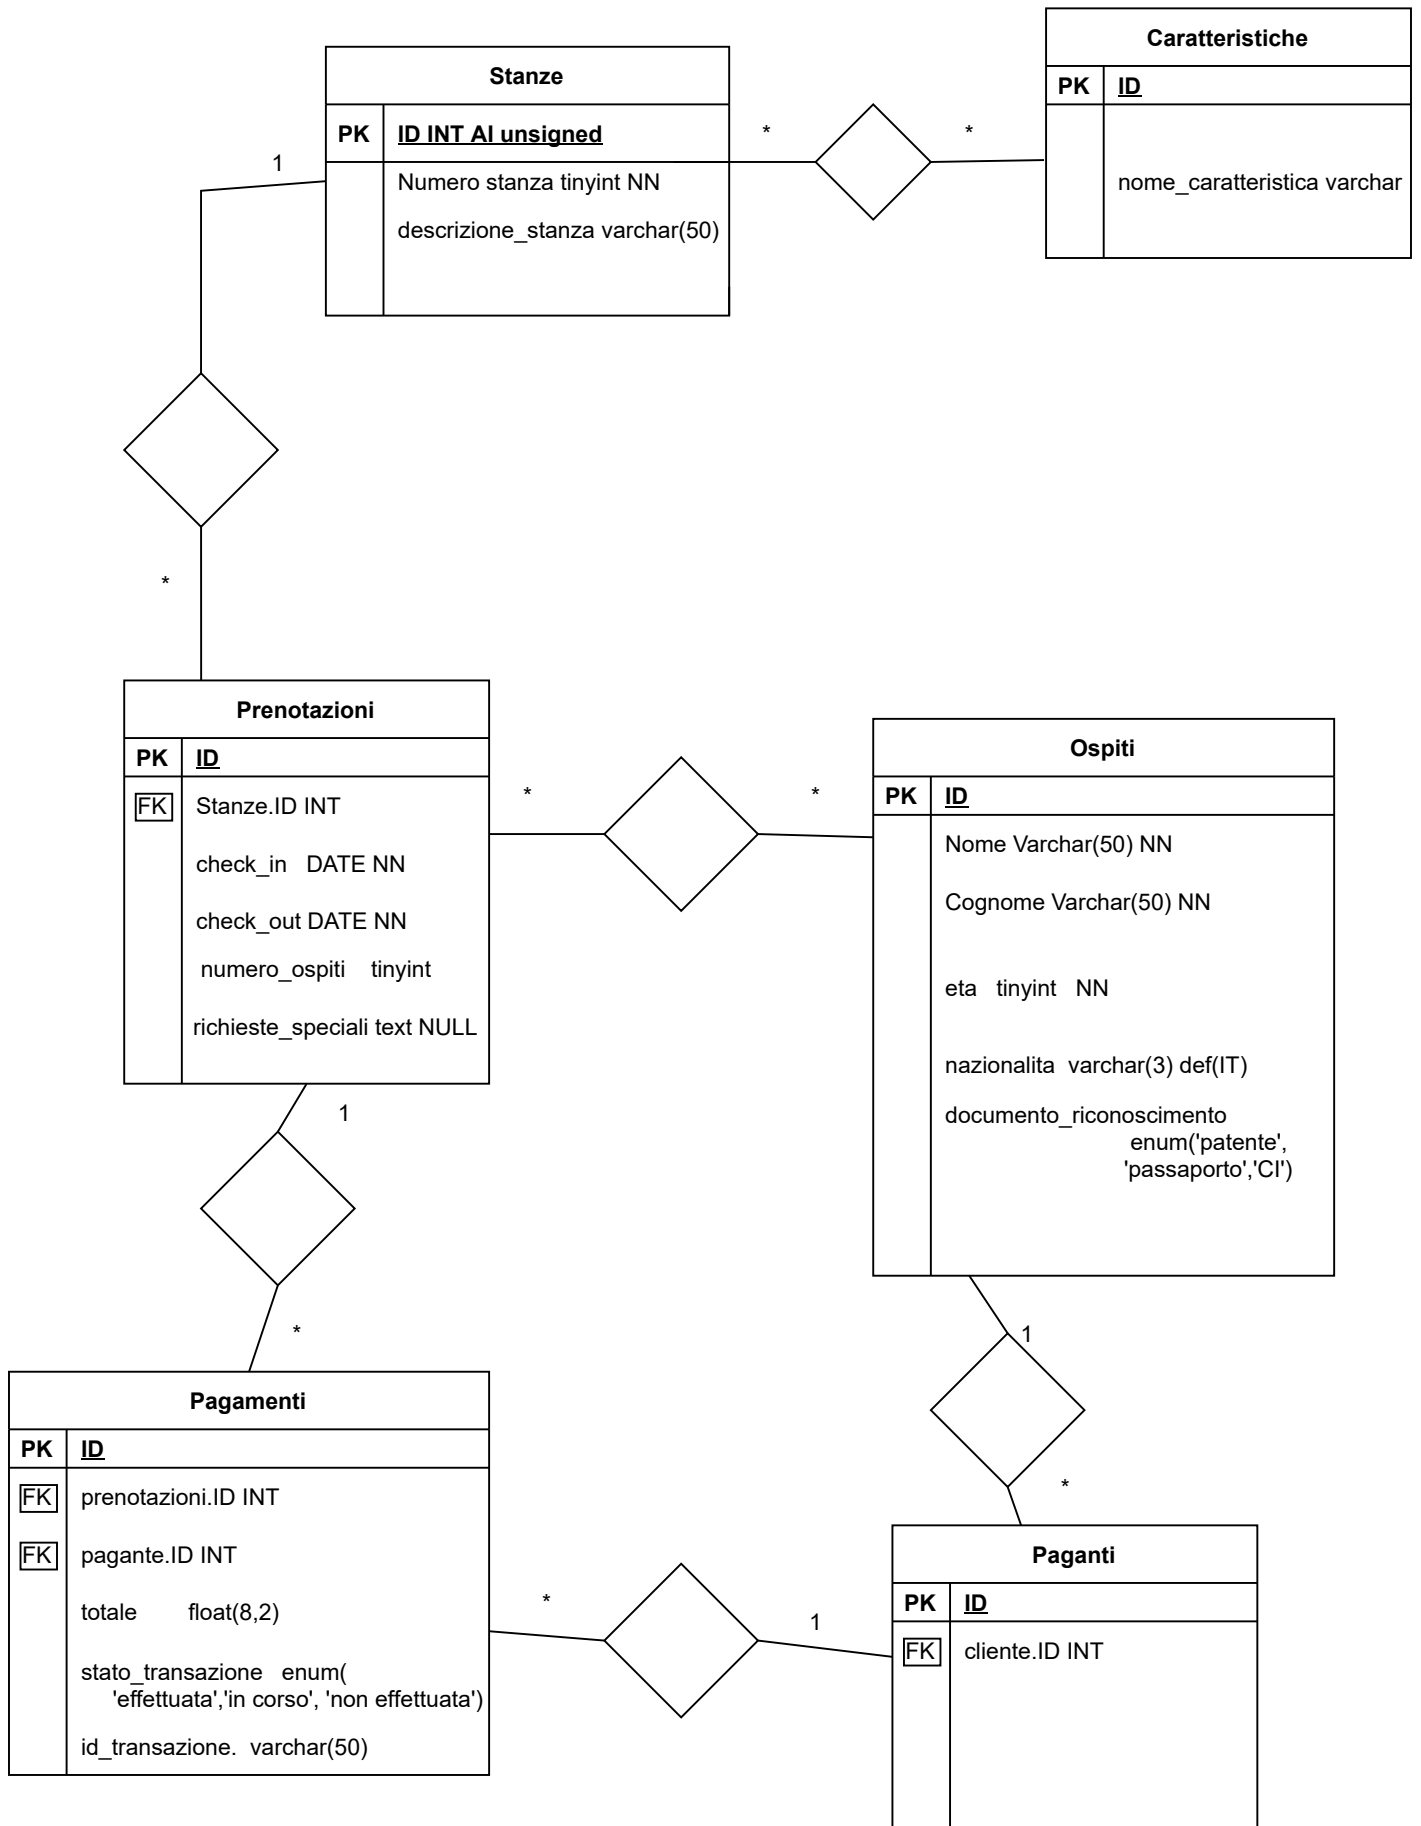 Caratteristiche
PK ID
nome_caratteristica varchar
Stanze
PK ID INT AI unsigned
Numero stanza tinyint NN
descrizione_stanza varchar(50)
* *
1
*
Prenotazioni
PK ID
FK Stanze.ID INT
check_in DATE NN
check_out DATE NN
numero_ospiti tinyint
richieste_speciali text NULL
* *
Ospiti
PK ID
Nome Varchar(50) NN
Cognome Varchar(50) NN
eta tinyint NN
nazionalita varchar(3) def(IT)
documento_riconoscimento
enum('patente',
'passaporto','CI')
1
*
1
*
Pagamenti
PK ID
FK prenotazioni.ID INT
FK pagante.ID INT
totale float(8,2)
stato_transazione enum(
'effettuata','in corso', 'non effettuata')
id_transazione. varchar(50)
* 1
Paganti
PK ID
FK cliente.ID INT